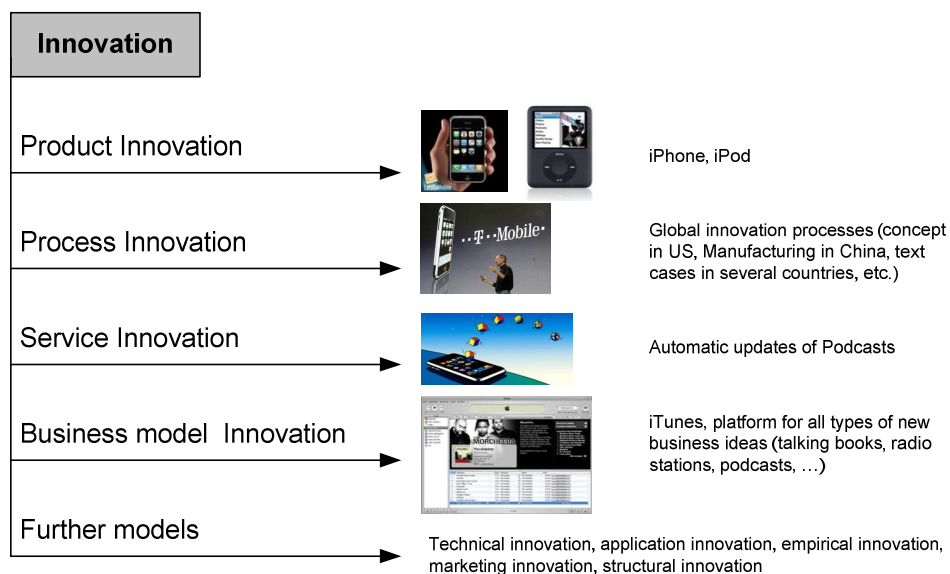 Innovation
Product Innovation
iPhone, iPod
Process Innovation
··T··Mobile·
Global innovation processes (concept
in US, Manufacturing in China, text
cases in several countries, etc.)
Service Innovation
Automatic updates of Podcasts
Business model Innovation
MORCHEEBA
iTunes, platform for all types of new
business ideas (talking books, radio
stations, podcasts, …)
Further models
Technical innovation, application innovation, empirical innovation,
marketing innovation, structural innovation